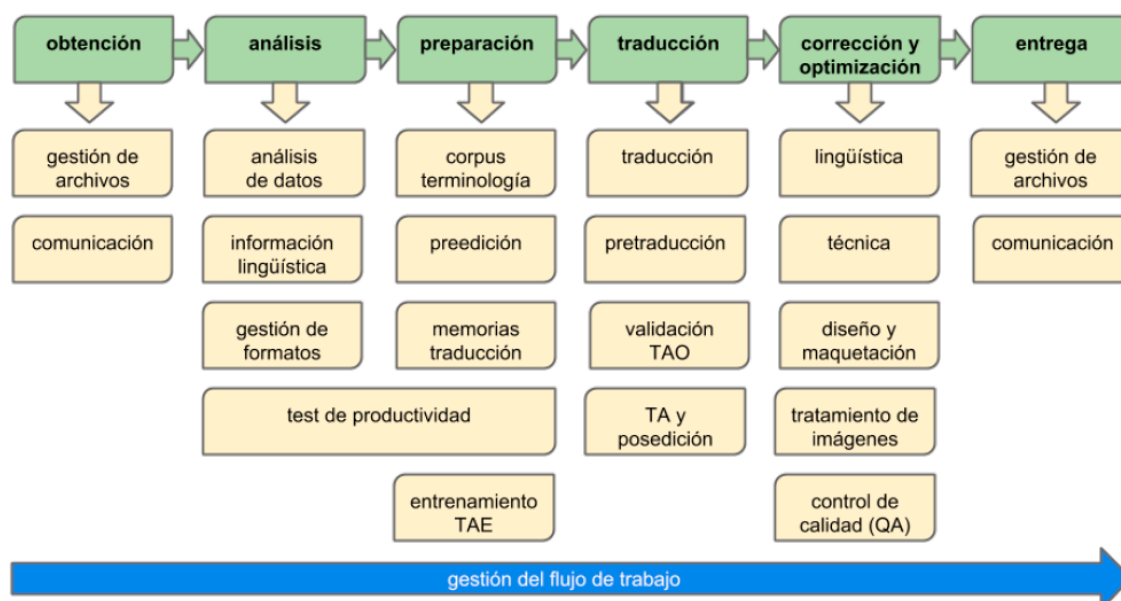 obtención
análisis
preparación
traducción
corrección y
optimización
entrega
gestión de
archivos
análisis
de datos
corpus
terminología
traducción
lingüística
gestión de
archivos
comunicación
información
lingüística
preedición
pretraducción
técnica
comunicación
gestión de
formatos
memorias
traducción
validación
TAO
diseño y
maquetación
test de productividad
TA y
posedición
tratamiento de
imágenes
entrenamiento
TAE
control de
calidad (QA)
gestión del flujo de trabajo